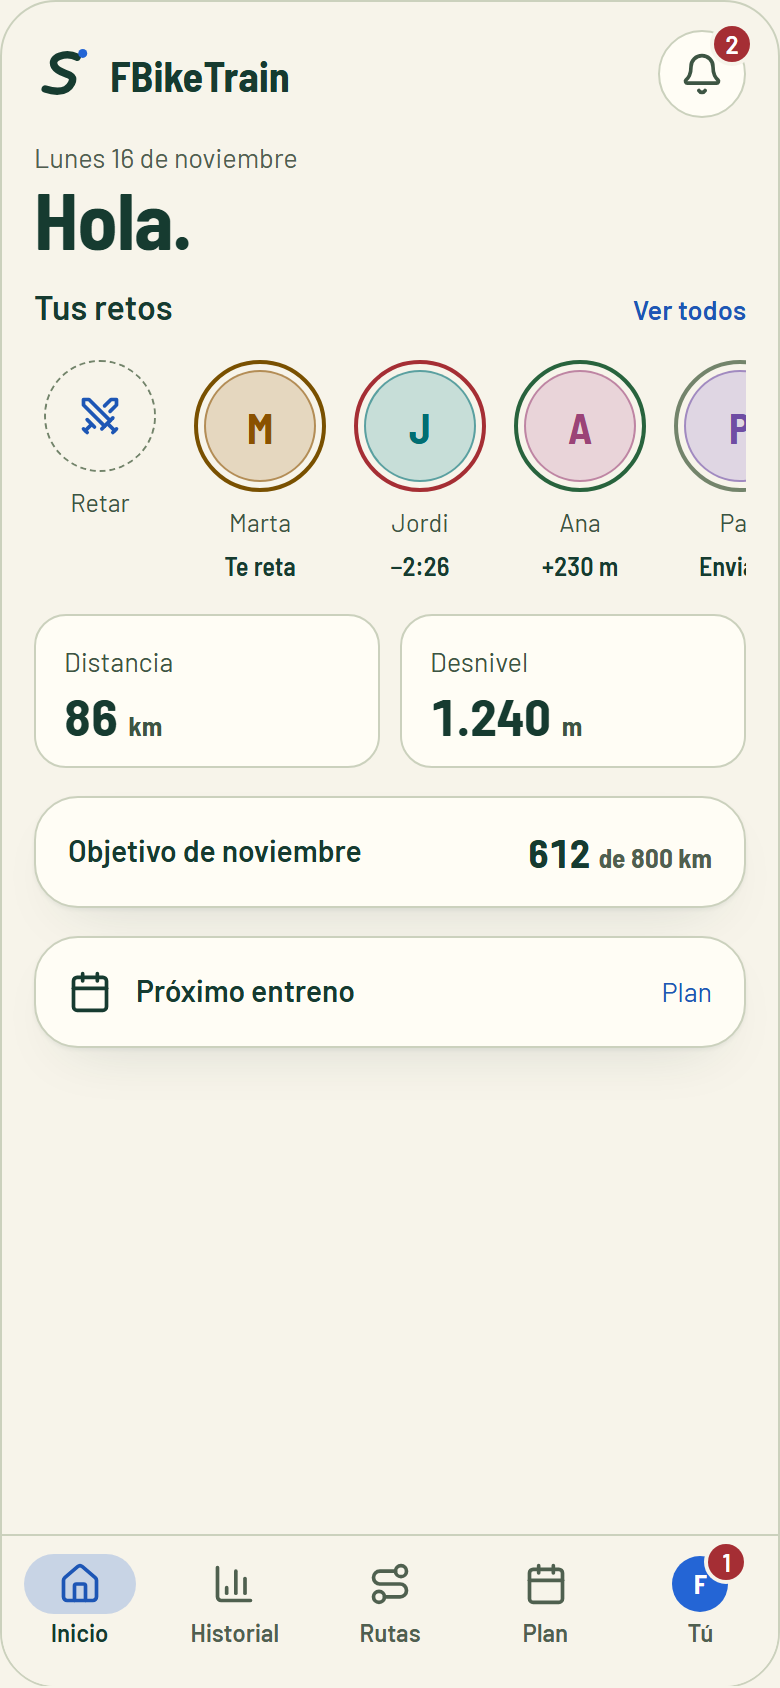 FBikeTrain
2
Lunes 16 de noviembre
Hola.
Tus retos
Ver todos
M
J
A
P
Retar
Marta
Jordi
Ana
Pa
Te reta
−2:26
+230 m
Envia
Distancia
86 km
Desnivel
1.240 m
Objetivo de noviembre
612 de 800 km
Próximo entreno
Plan
F
1
Inicio
Historial
Rutas
Plan
Tú